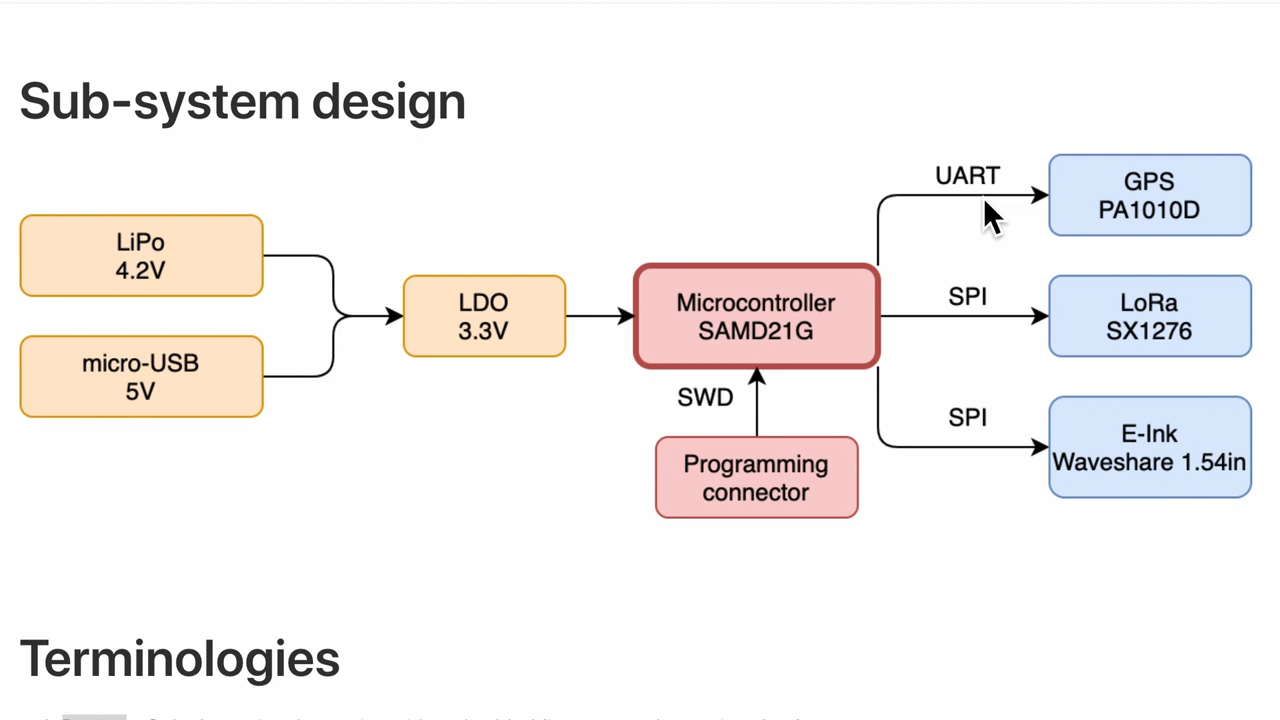 Sub-system design
LiPo
4.2V
micro-USB
5V
LDO
3.3V
Microcontroller
SAMD21G
SWD
Programming
connector
UART
GPS
PA1010D
SPI
LoRa
SX1276
SPI
E-Ink
Waveshare 1.54in
Terminologies